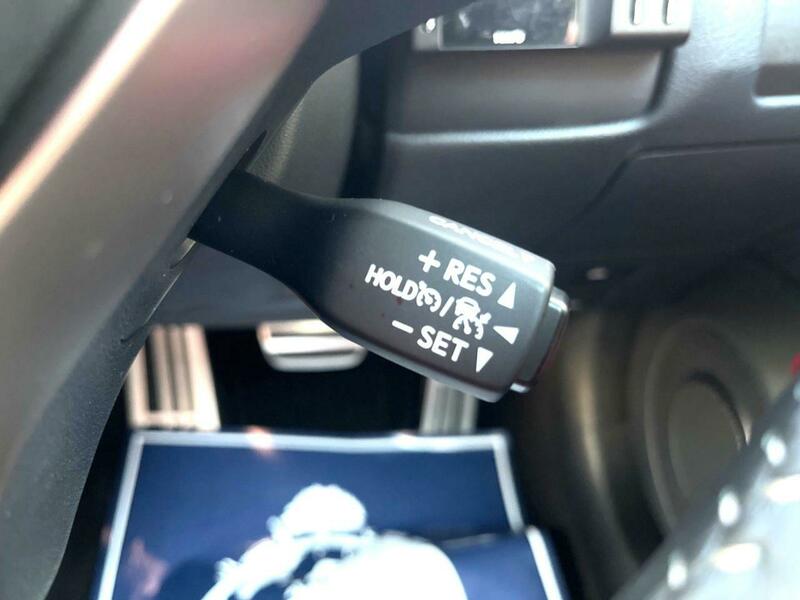 CANCEL
+ RES ▲
HOLD / ◀
− SET ▼